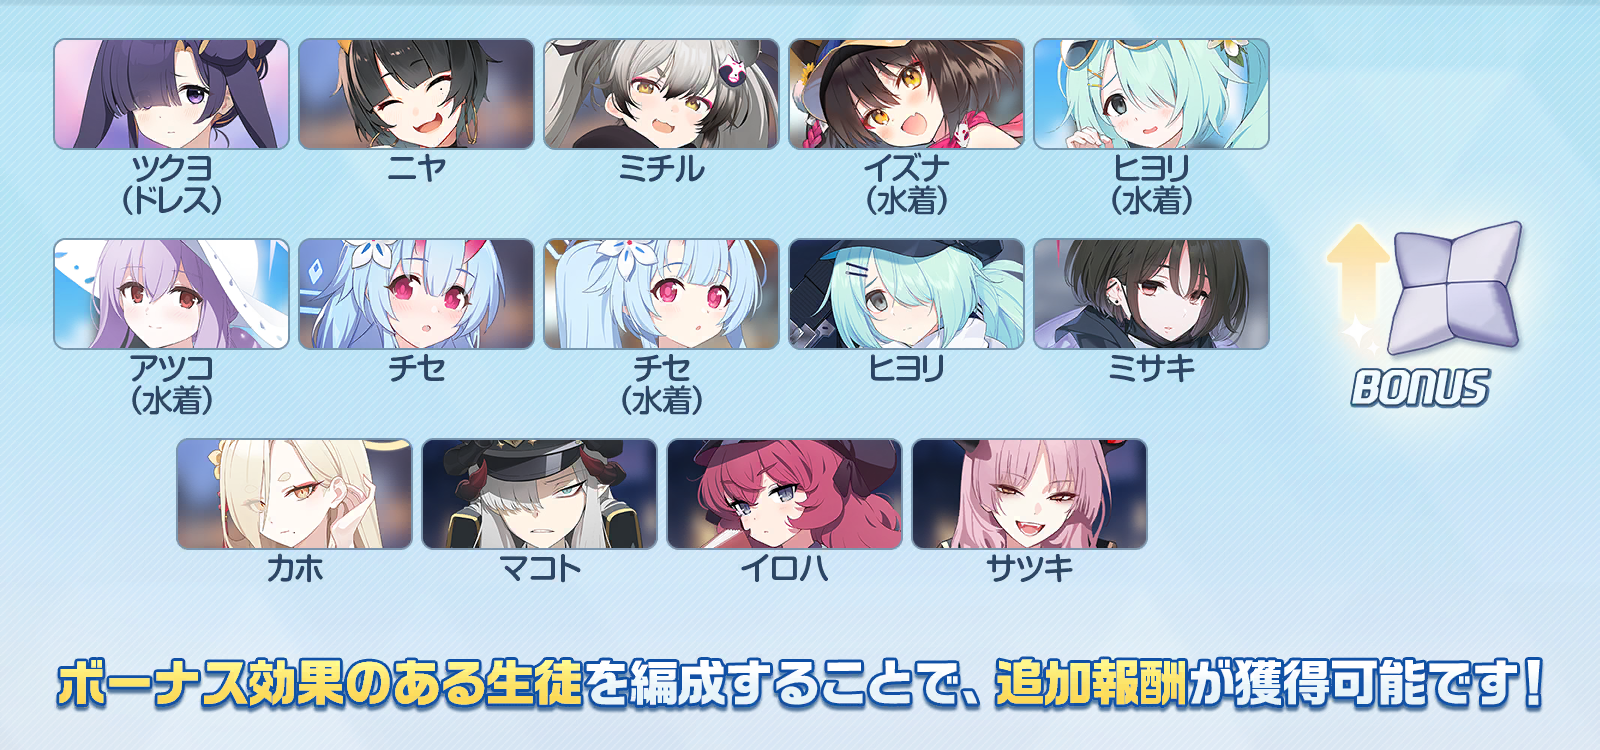 ツクヨ
（ドレス）
ニヤ
ミチル
イズナ
（水着）
ヒヨリ
（水着）
アツコ
（水着）
チセ
チセ
（水着）
ヒヨリ
ミサキ
BONUS
カホ
マコト
イロハ
サツキ
ボーナス効果のある生徒を編成することで、追加報酬が獲得可能です！